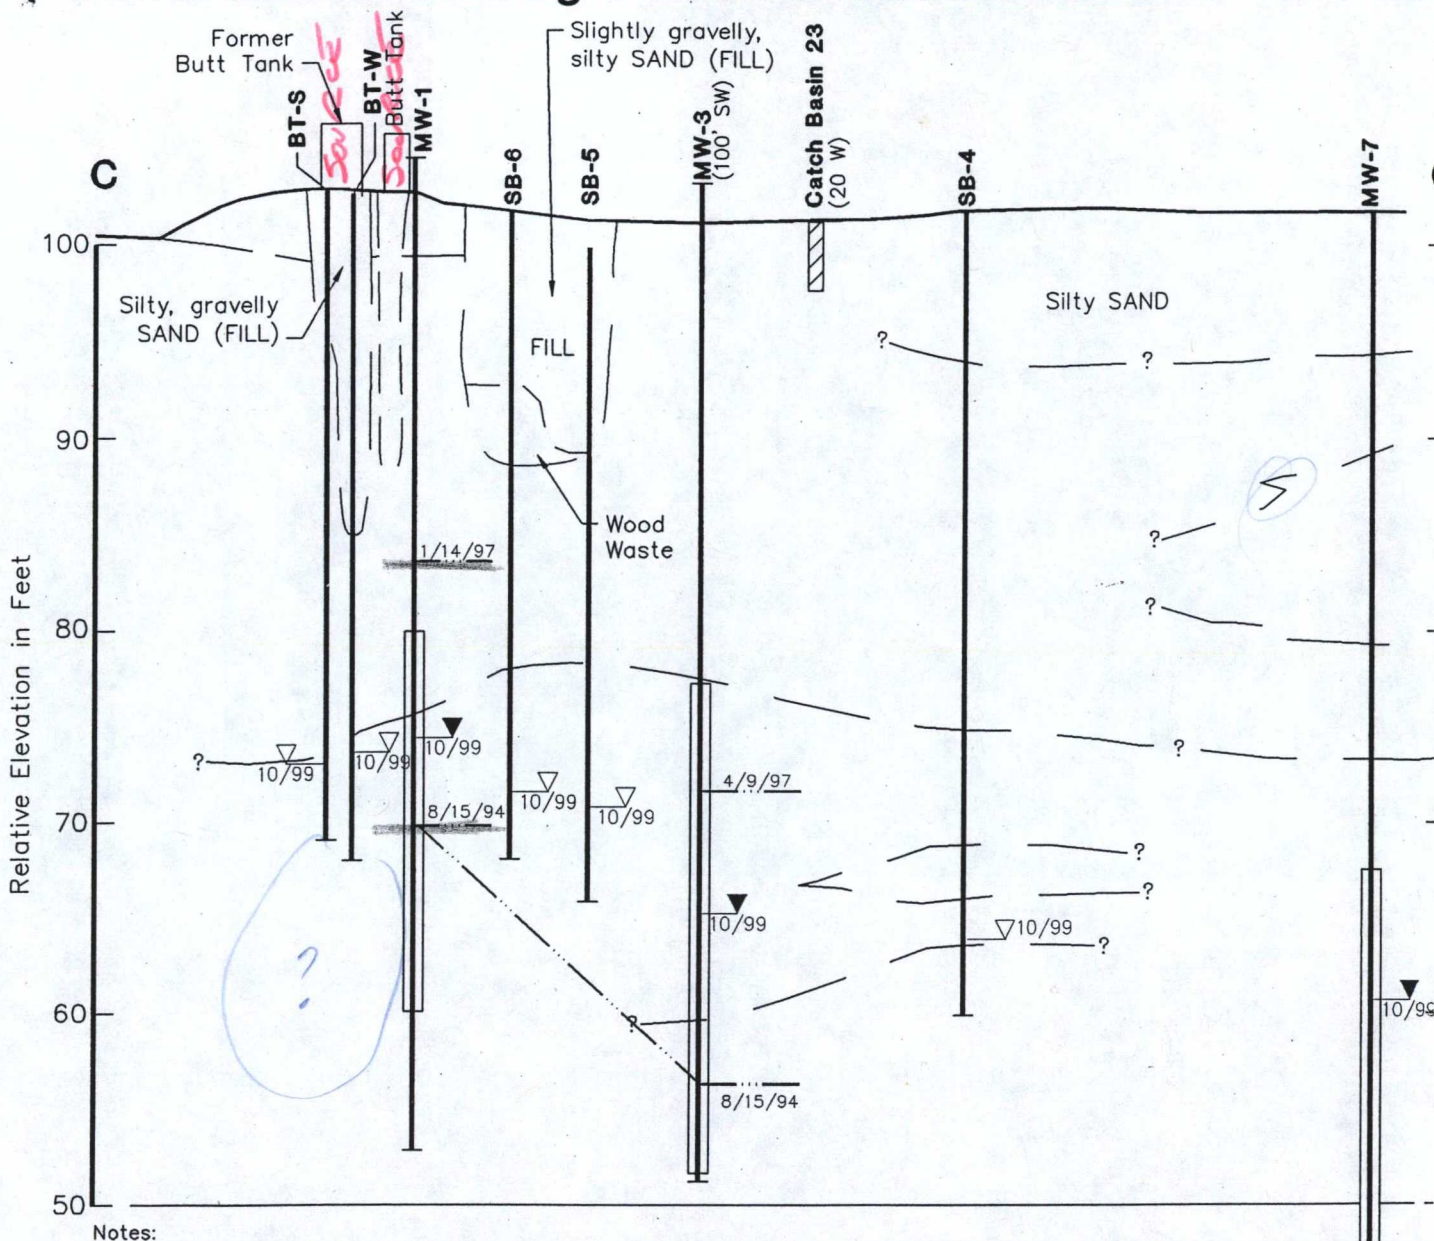 Former
Butt Tank
Slightly gravelly,
silty SAND (FILL)
BT-S
Source
BT-W
Butt Tank
MW-1
SB-6
SB-5
MW-3
(100' SW)
Catch Basin 23
(20 W)
SB-4
MW-7
C
100
90
80
70
60
50
Relative Elevation in Feet
Silty, gravelly
SAND (FILL)
FILL
Silty SAND
?
?
Wood
Waste
1/14/97
?
?
?
?
10/99
10/99
10/99
8/15/94
10/99
10/99
4/9/97
?
?
10/99
10/99
?
10/99
?
?
8/15/94
Notes: